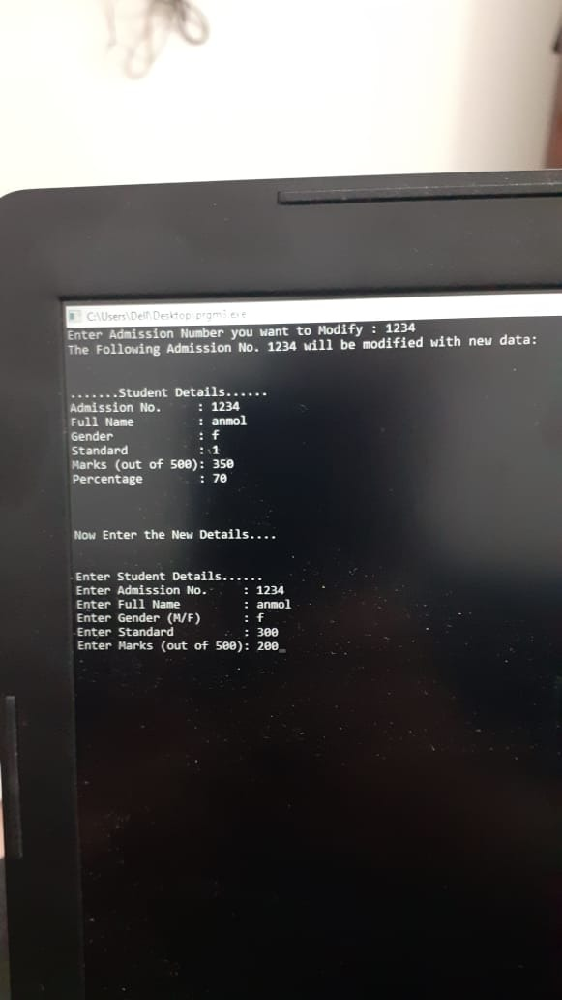 C:\Users\Dell\Desktop\prgm3.exe
Enter Admission Number you want to Modify : 1234
The Following Admission No. 1234 will be modified with new data:
.......Student Details......
Admission No. : 1234
Full Name : anmol
Gender : f
Standard : 1
Marks (out of 500): 350
Percentage : 70
Now Enter the New Details....
Enter Student Details......
Enter Admission No. : 1234
Enter Full Name : anmol
Enter Gender (M/F) : f
Enter Standard : 300
Enter Marks (out of 500): 200